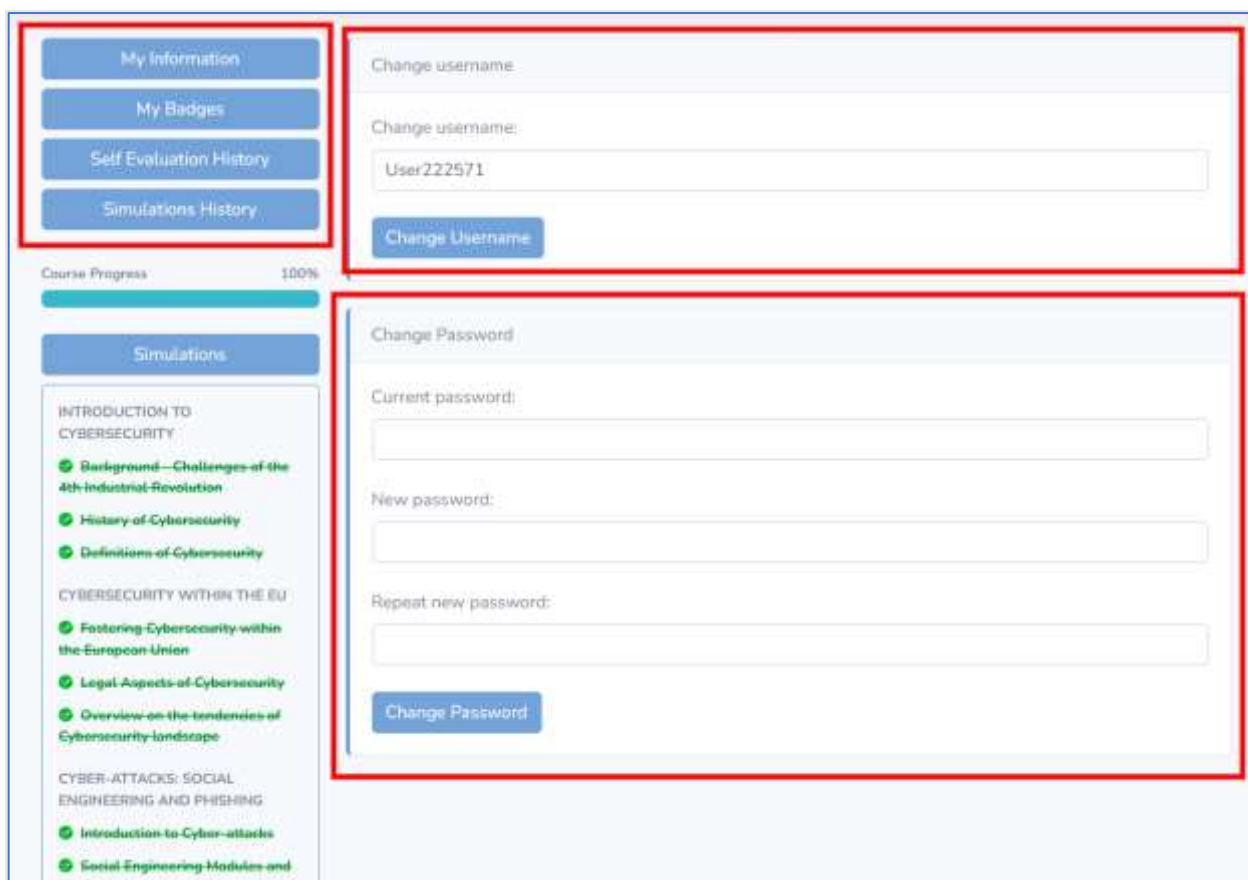 My Information
My Badges
Self Evaluation History
Simulations History
Course Progress 100%
Simulations
INTRODUCTION TO
CYBERSECURITY
Background - Challenges of the
4th Industrial Revolution
History of Cybersecurity
Definitions of Cybersecurity
CYBERSECURITY WITHIN THE EU
Fostering Cybersecurity within
the European Union
Legal Aspects of Cybersecurity
Overview on the tendencies of
Cybersecurity landscape
CYBER-ATTACKS: SOCIAL
ENGINEERING AND PHISHING
Introduction to Cyber-attacks
Social Engineering Modules and
Change username
Change username:
User222571
Change Username
Change Password
Current password:
New password:
Repeat new password:
Change Password